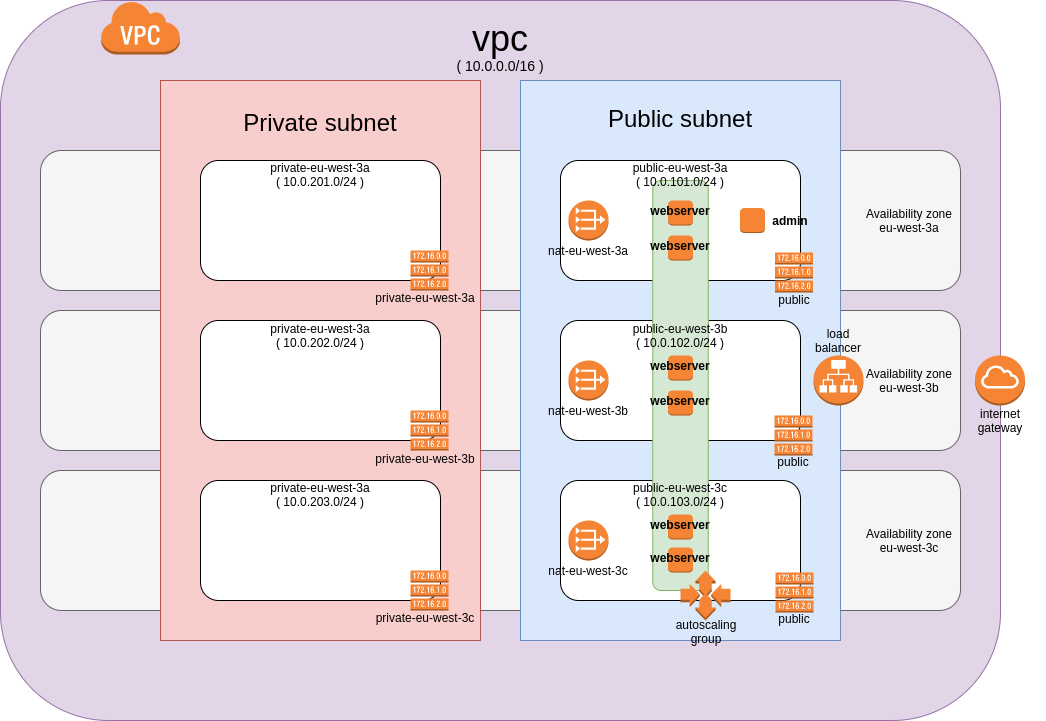 VPC
vpc
( 10.0.0.0/16 )
Private subnet
Public subnet
private-eu-west-3a
( 10.0.201.0/24 )
172.16.0.0
172.16.1.0
172.16.2.0
private-eu-west-3a
public-eu-west-3a
( 10.0.101.0/24 )
webserver
webserver
admin
nat-eu-west-3a
172.16.0.0
172.16.1.0
172.16.2.0
public
Availability zone
eu-west-3a
private-eu-west-3a
( 10.0.202.0/24 )
172.16.0.0
172.16.1.0
172.16.2.0
private-eu-west-3b
public-eu-west-3b
( 10.0.102.0/24 )
webserver
webserver
nat-eu-west-3b
172.16.0.0
172.16.1.0
172.16.2.0
public
load
balancer
Availability zone
eu-west-3b
internet
gateway
private-eu-west-3a
( 10.0.203.0/24 )
172.16.0.0
172.16.1.0
172.16.2.0
private-eu-west-3c
public-eu-west-3c
( 10.0.103.0/24 )
webserver
webserver
nat-eu-west-3c
172.16.0.0
172.16.1.0
172.16.2.0
public
autoscaling
group
Availability zone
eu-west-3c